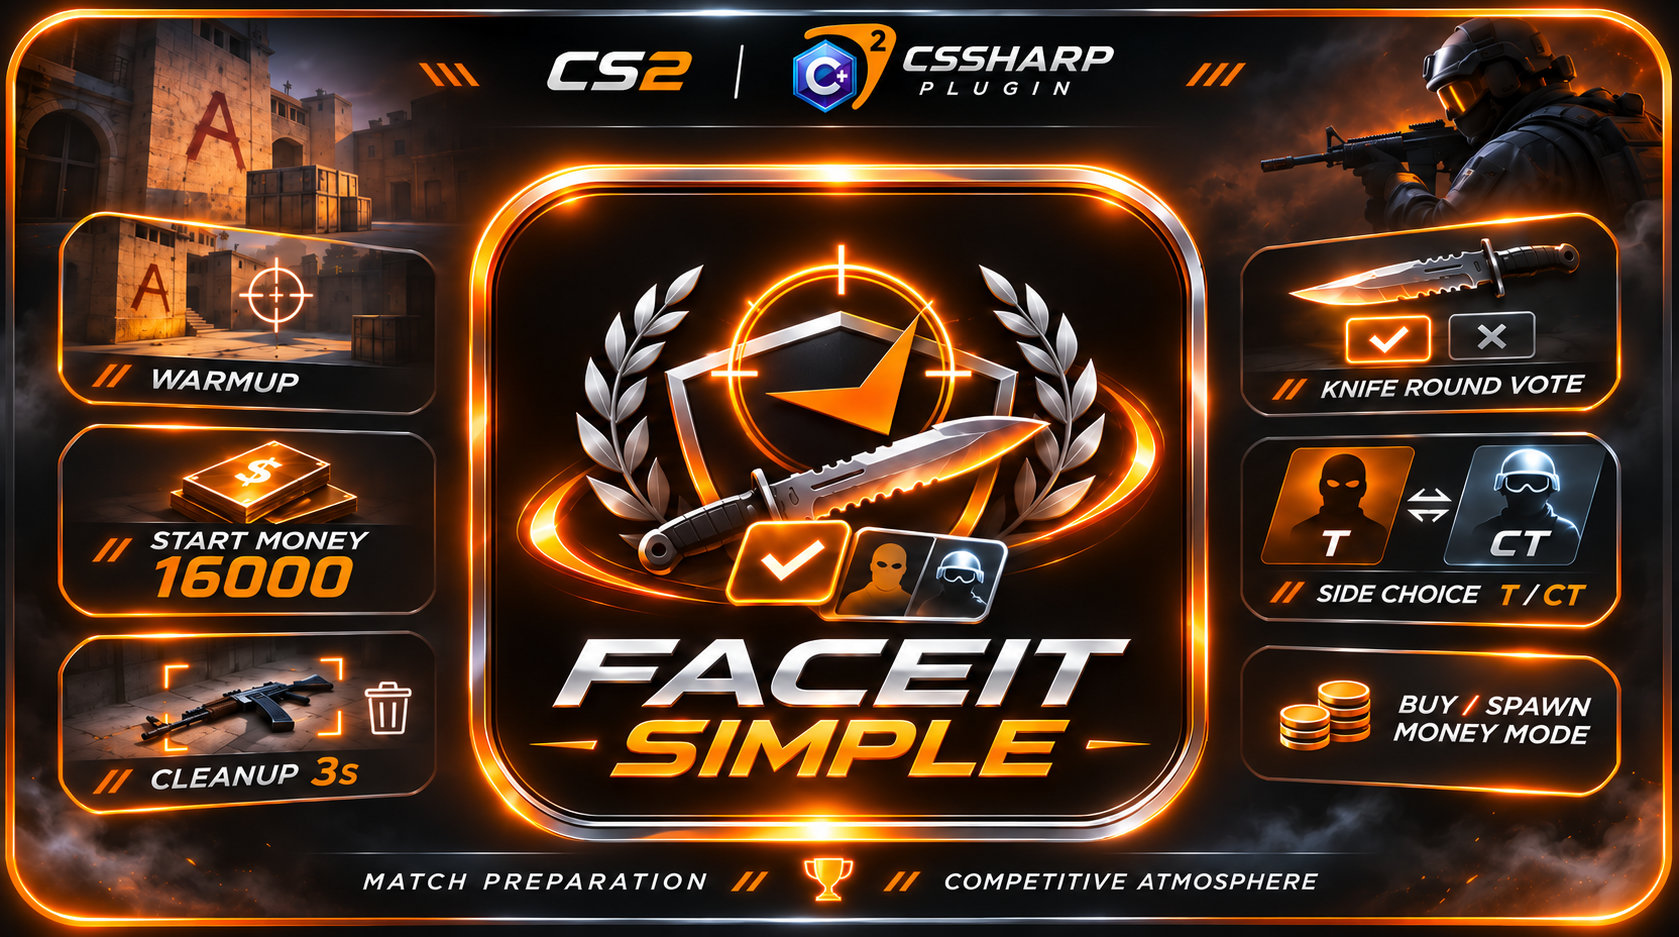 CS2
C+
2
CSSHARP
PLUGIN
A
A
WARMUP
$
START MONEY
16000
CLEANUP 3s
FACEIT
SIMPLE
KNIFE ROUND VOTE
T
CT
SIDE CHOICE T / CT
BUY / SPAWN
MONEY MODE
MATCH PREPARATION // // COMPETITIVE ATMOSPHERE